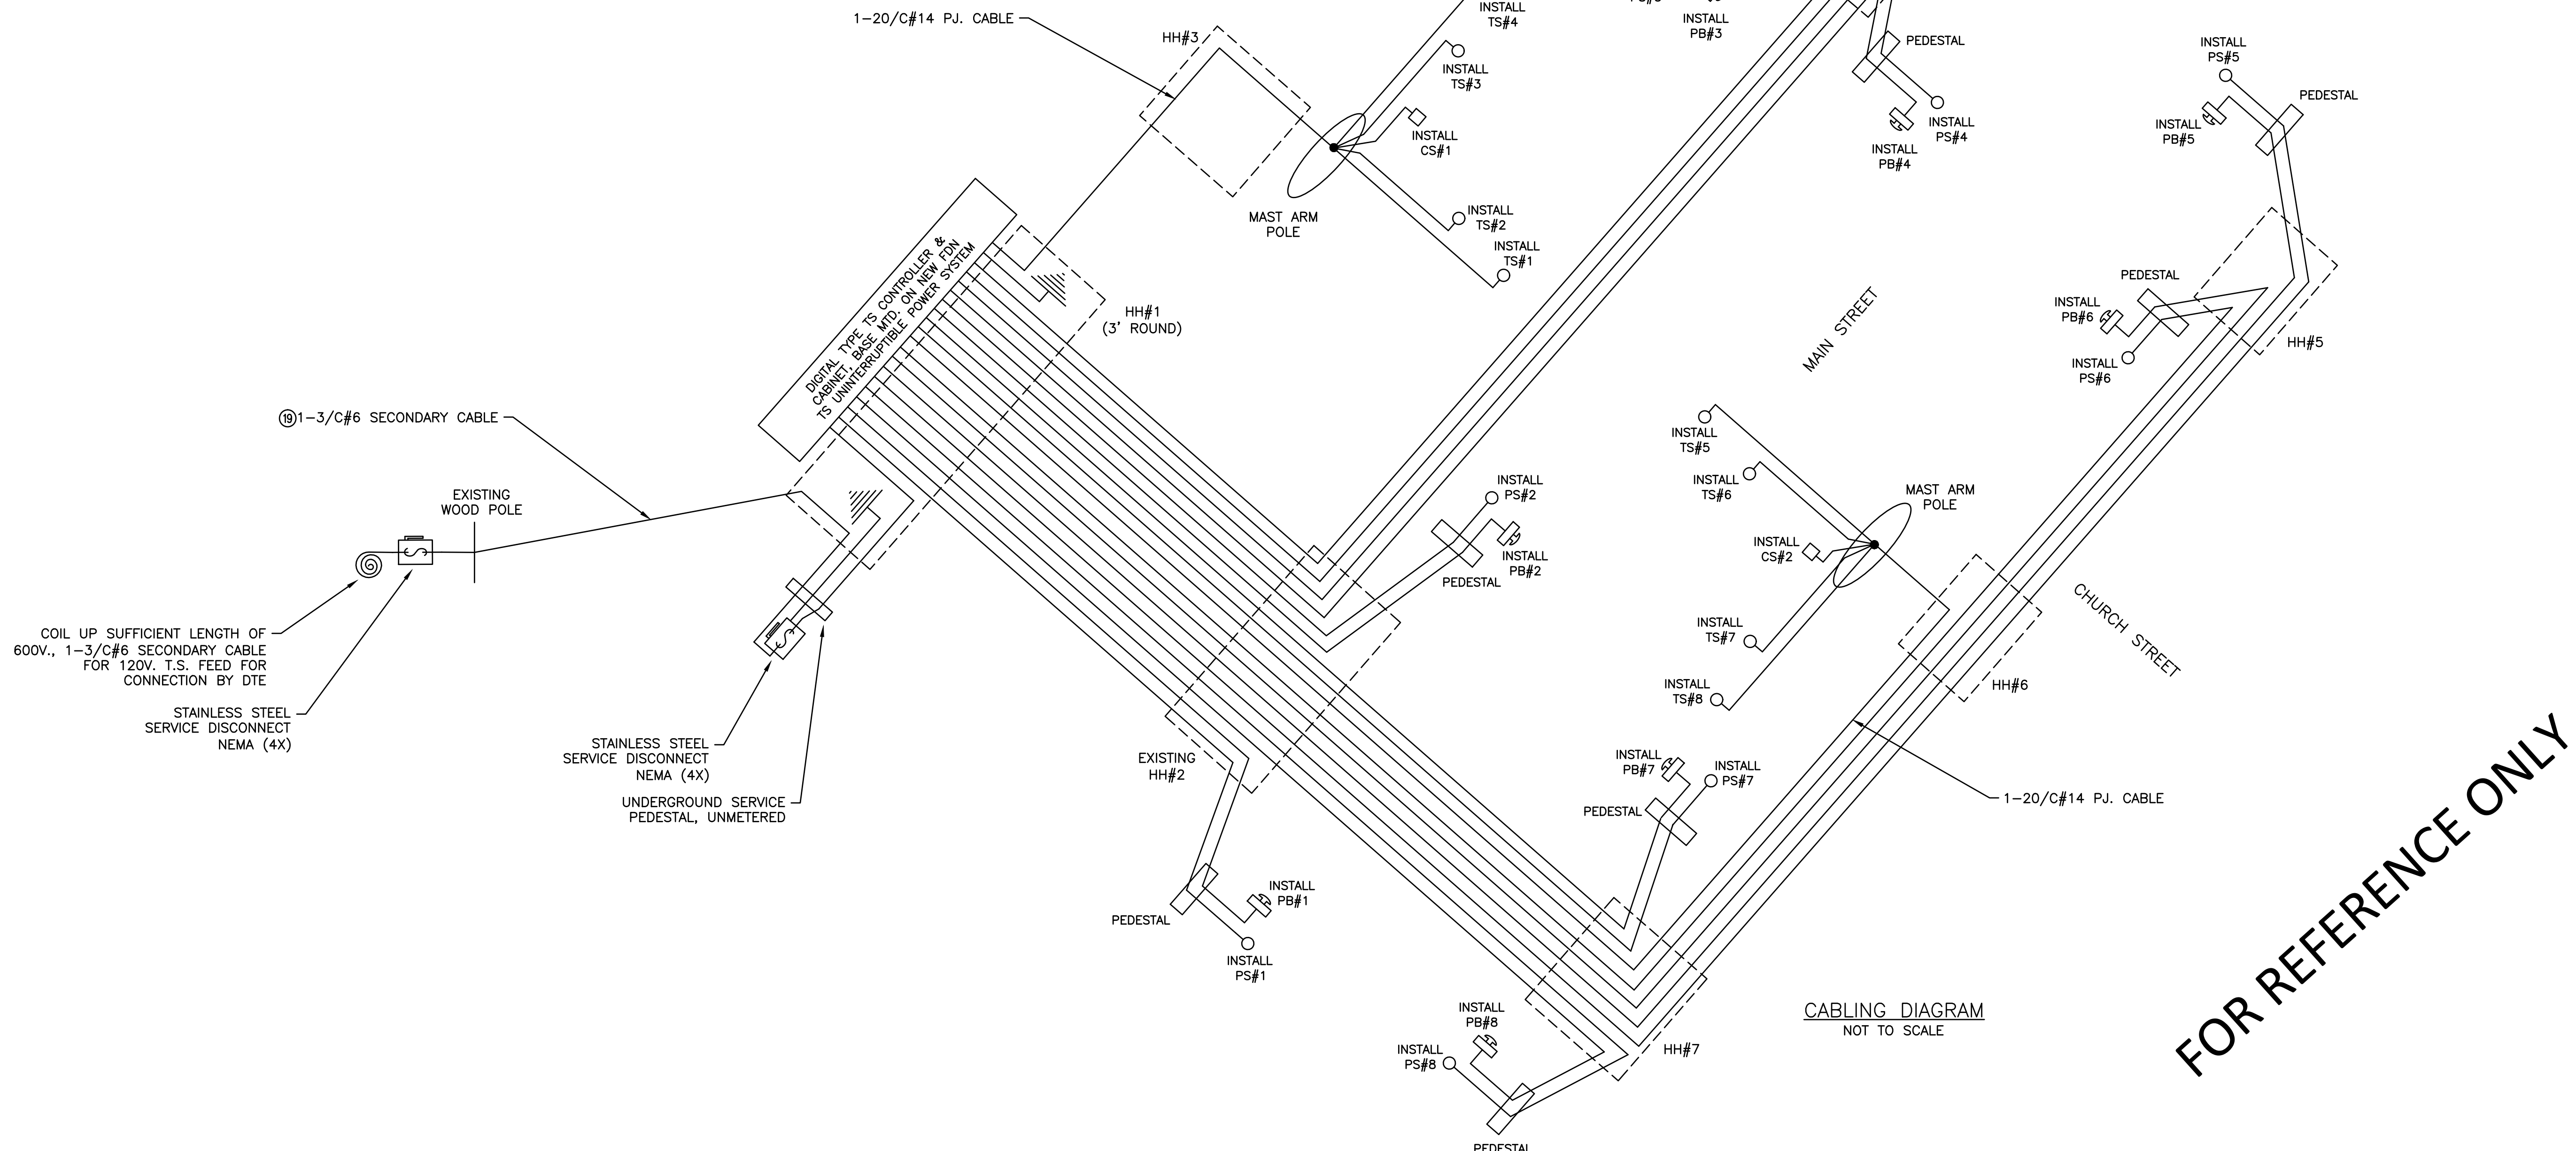 1-20/C#14 PJ. CABLE
HH#3
INSTALL
TS#4
INSTALL
TS#3
INSTALL
CS#1
MAST ARM
POLE
INSTALL
TS#2
INSTALL
TS#1
INSTALL
PB#3
PEDESTAL
INSTALL
PS#4
INSTALL
PB#4
INSTALL
PS#5
PEDESTAL
INSTALL
PB#5
DIGITAL TYPE TS CONTROLLER &
CABINET, BASE MTD. ON NEW FDN
TS UNINTERRUPTIBLE POWER SYSTEM
HH#1
(3' ROUND)
MAIN STREET
PEDESTAL
INSTALL
PB#6
INSTALL
PS#6
HH#5
19 1-3/C#6 SECONDARY CABLE
EXISTING
WOOD POLE
INSTALL
TS#5
INSTALL
TS#6
MAST ARM
POLE
INSTALL
CS#2
INSTALL
PS#2
INSTALL
PB#2
PEDESTAL
INSTALL
TS#7
INSTALL
TS#8
HH#6
CHURCH STREET
COIL UP SUFFICIENT LENGTH OF
600V., 1-3/C#6 SECONDARY CABLE
FOR 120V. T.S. FEED FOR
CONNECTION BY DTE
STAINLESS STEEL
SERVICE DISCONNECT
NEMA (4X)
STAINLESS STEEL
SERVICE DISCONNECT
NEMA (4X)
UNDERGROUND SERVICE
PEDESTAL, UNMETERED
EXISTING
HH#2
INSTALL
PB#7
INSTALL
PS#7
PEDESTAL
1-20/C#14 PJ. CABLE
INSTALL
PB#1
PEDESTAL
INSTALL
PS#1
INSTALL
PB#8
INSTALL
PS#8
HH#7
PEDESTAL
CABLING DIAGRAM
NOT TO SCALE
FOR REFERENCE ONLY